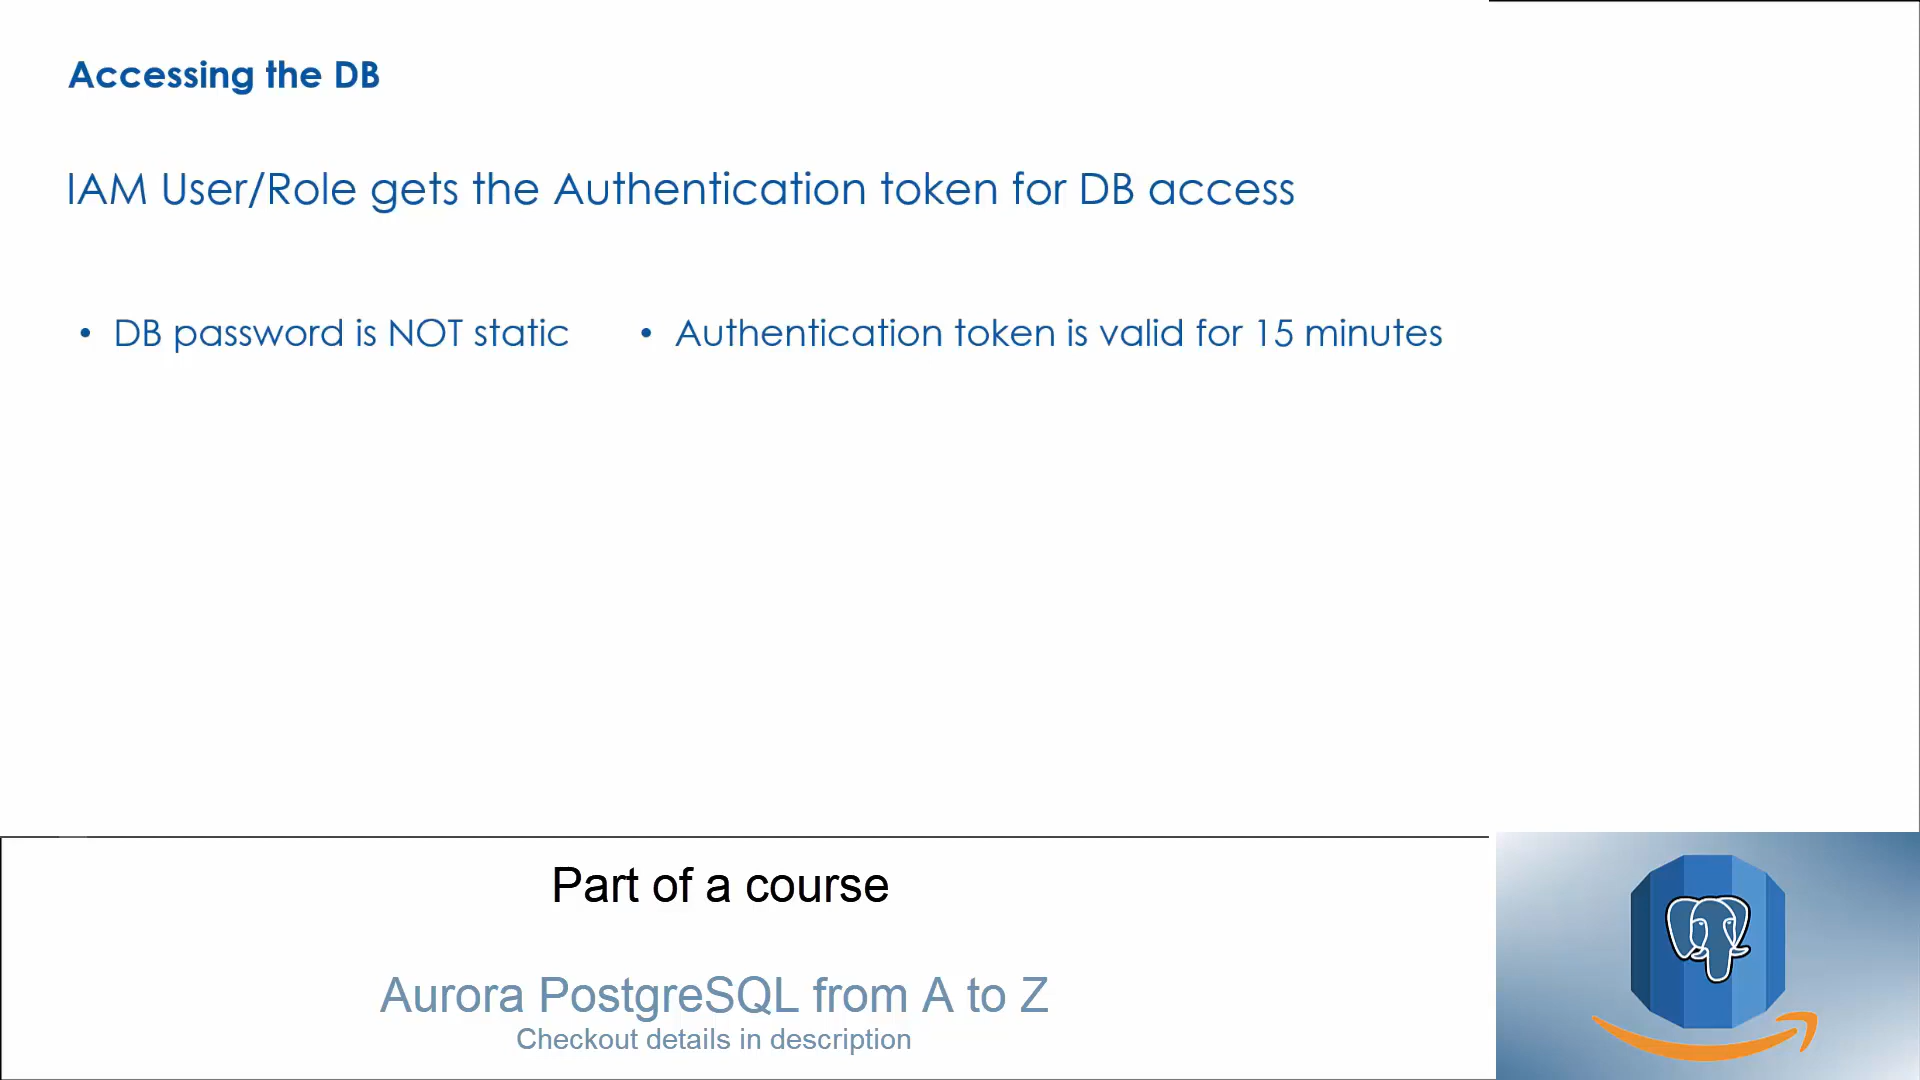 Accessing the DB
IAM User/Role gets the Authentication token for DB access
• DB password is NOT static
• Authentication token is valid for 15 minutes
Part of a course
Aurora PostgreSQL from A to Z
Checkout details in description